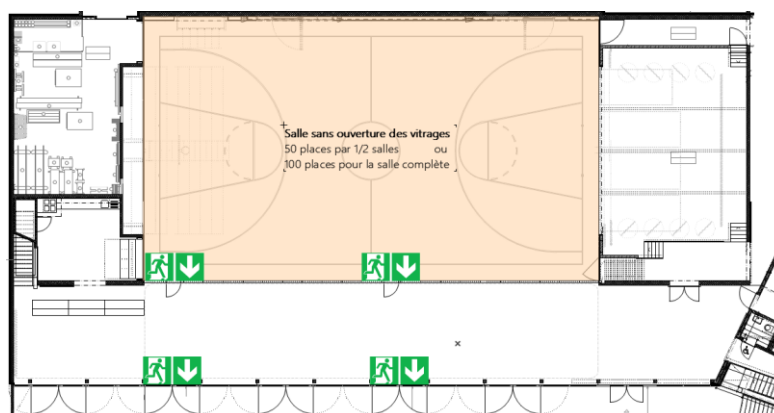 Salle sans ouverture des vitrages
50 places par 1/2 salles ou
100 places pour la salle complète